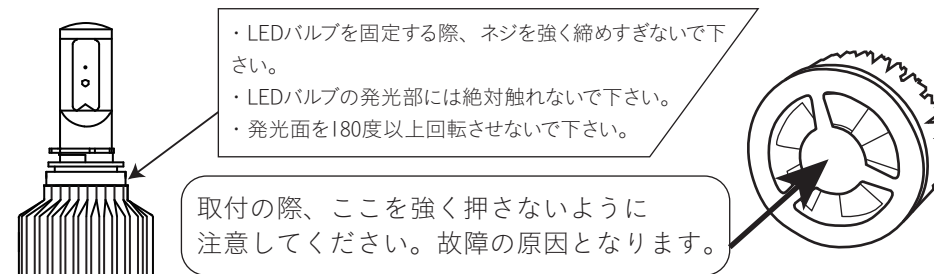 ・LEDバルブを固定する際、ネジを強く締めすぎないで下
さい。
・LEDバルブの発光部には絶対触れないで下さい。
・発光面を180度以上回転させないで下さい。
取付の際、ここを強く押さないように
注意してください。故障の原因となります。